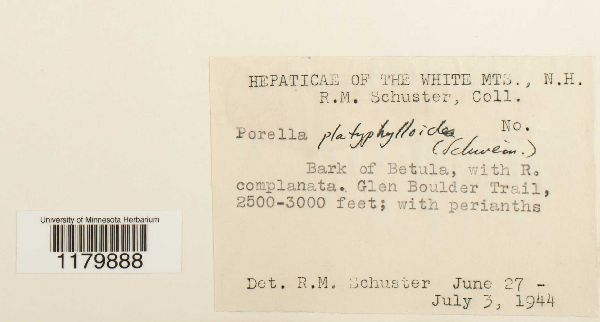 HEPATICAE OF THE WHITE MTS., N.H.
R.M. Schuster, Coll.
Porella platyphylloidea No.
(Schwein.)
Bark of Betula, with R.
complanata. Glen Boulder Trail,
2500-3000 feet; with perianths
Det. R.M. Schuster June 27 -
July 3, 1944
University of Minnesota Herbarium
1179888